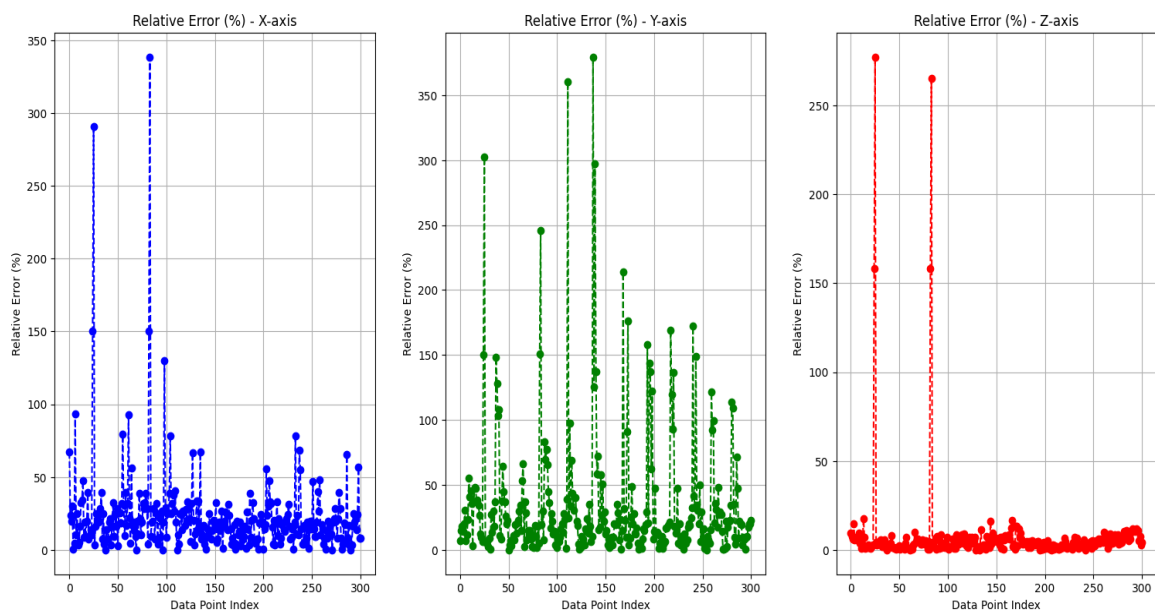 Relative Error (%) - X-axis
Relative Error (%)
350
300
250
200
150
100
50
0
0 50 100 150 200 250 300
Data Point Index
Relative Error (%) - Y-axis
Relative Error (%)
350
300
250
200
150
100
50
0
0 50 100 150 200 250 300
Data Point Index
Relative Error (%) - Z-axis
Relative Error (%)
250
200
150
100
50
0
0 50 100 150 200 250 300
Data Point Index